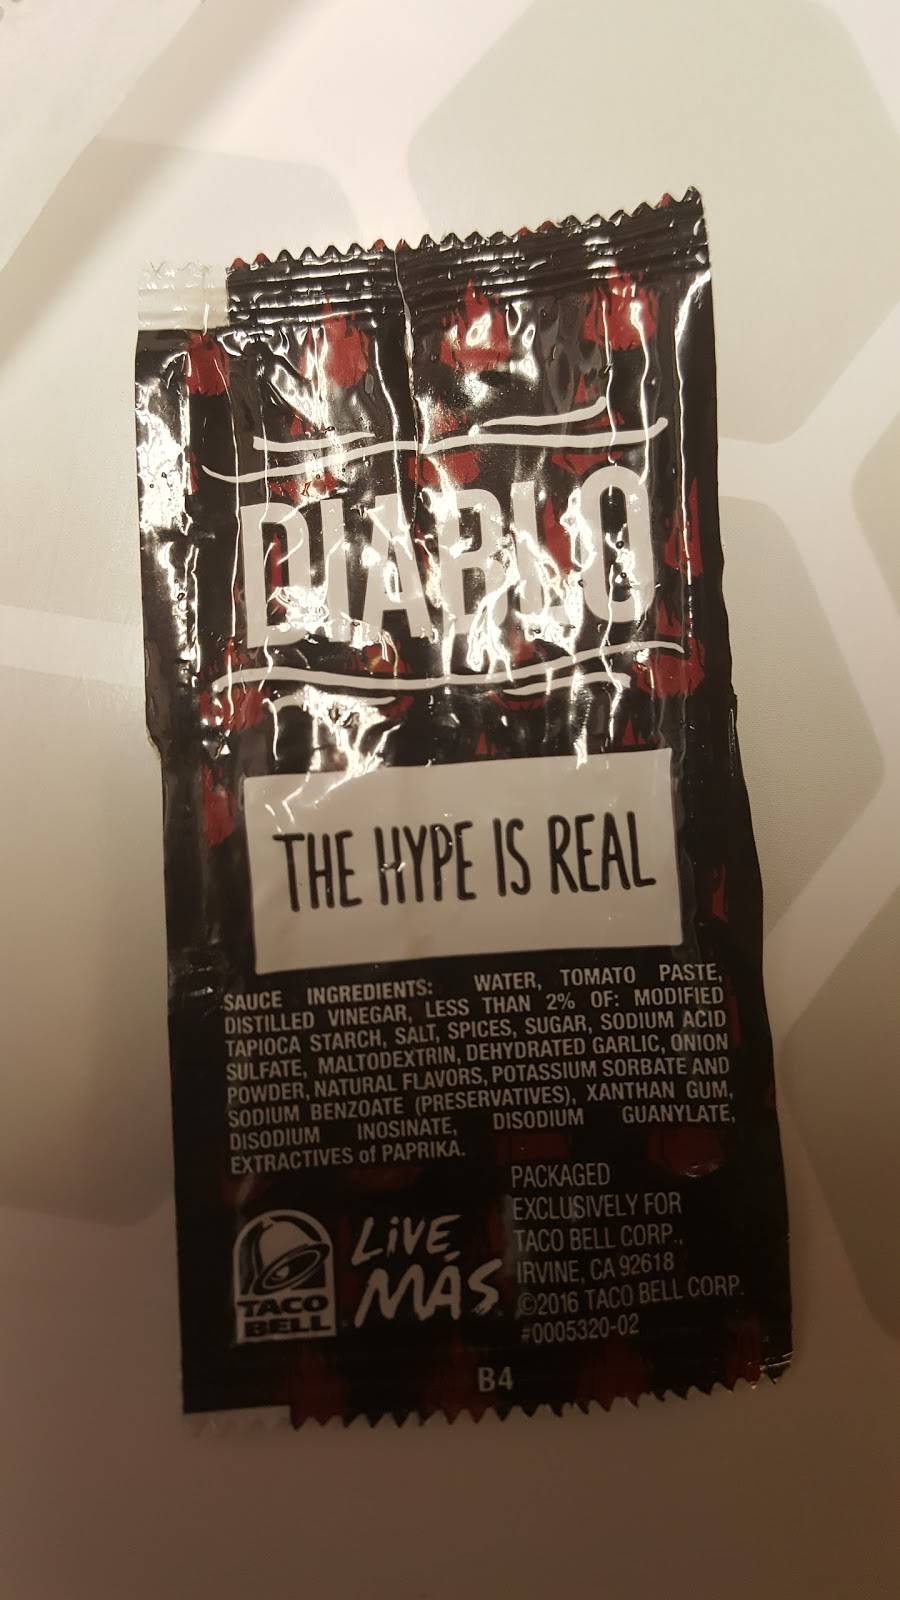 DIABLO
THE HYPE IS REAL
SAUCE INGREDIENTS: WATER, TOMATO PASTE,
DISTILLED VINEGAR, LESS THAN 2% OF: MODIFIED
TAPIOCA STARCH, SALT, SPICES, SUGAR, SODIUM ACID
SULFATE, MALTODEXTRIN, DEHYDRATED GARLIC, ONION
POWDER, NATURAL FLAVORS, POTASSIUM SORBATE AND
SODIUM BENZOATE (PRESERVATIVES), XANTHAN GUM,
DISODIUM INOSINATE, DISODIUM GUANYLATE,
EXTRACTIVES of PAPRIKA.
PACKAGED
EXCLUSIVELY FOR
TACO BELL CORP.,
IRVINE, CA 92618
©2016 TACO BELL CORP.
#0005320-02
TACO
BELL
LIVE
MÁS
B4